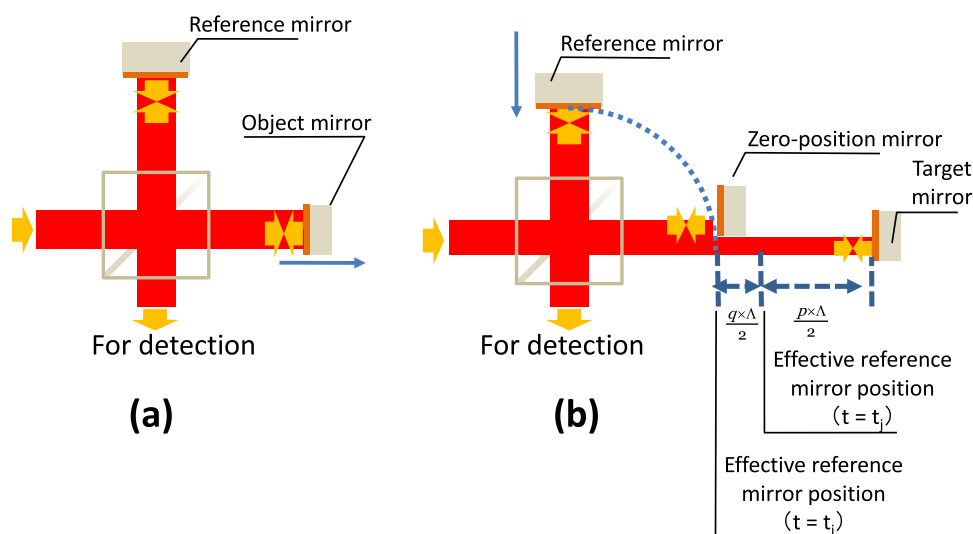 Reference mirror
Object mirror
For detection
(a)
Reference mirror
Zero-position mirror
Target
mirror
q×Λ
2
p×Λ
2
For detection
(b)
Effective reference
mirror position
(t = tj)
Effective reference
mirror position
(t = ti)